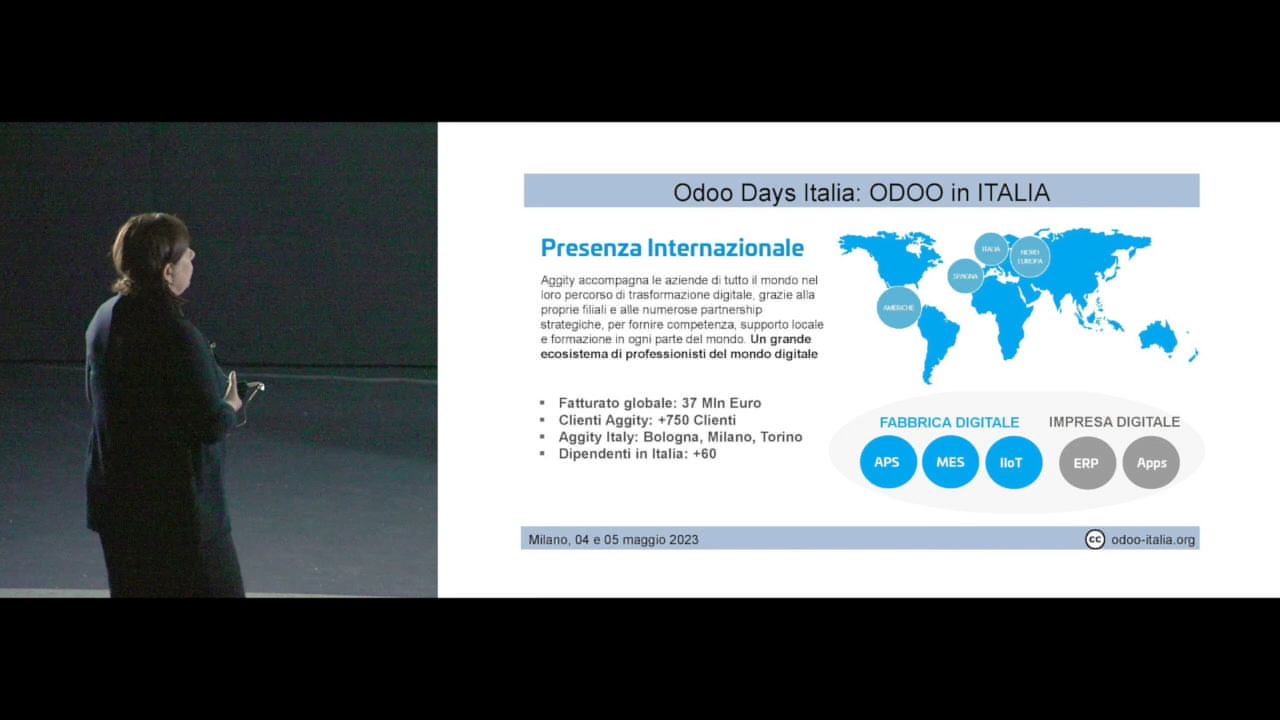 Odoo Days Italia: ODOO in ITALIA
Presenza Internazionale
Aggity accompagna le aziende di tutto il mondo nel
loro percorso di trasformazione digitale, grazie alla
proprie filiali e alle numerose partnership
strategiche, per fornire competenza, supporto locale
e formazione in ogni parte del mondo. Un grande
ecosistema di professionisti del mondo digitale
▪ Fatturato globale: 37 Mln Euro
▪ Clienti Aggity: +750 Clienti
▪ Aggity Italy: Bologna, Milano, Torino
▪ Dipendenti in Italia: +60
ITALIA
NORD
EUROPA
SPAGNA
AMERICHE
FABBRICA DIGITALE
APS MES IIoT
IMPRESA DIGITALE
ERP Apps
Milano, 04 e 05 maggio 2023
cc odoo-italia.org